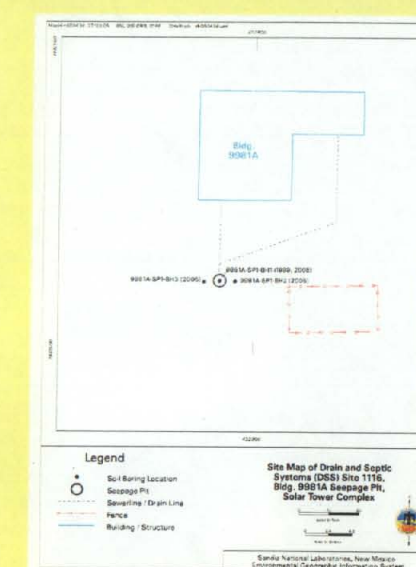 Bldg.
9981A
9981A-SP1-BH1 (1999, 2006)
9981A-SP1-BH3 (2006)
9981A-SP1-BH2 (2006)
Legend
Soil Boring Location
Seepage Pit
Sewerline / Drain Line
Fence
Building / Structure
Site Map of Drain and Septic
Systems (DSS) Site 1116,
Bldg. 9981A Seepage Pit,
Solar Tower Complex
Sandia National Laboratories, New Mexico
Environmental Geographic Information System